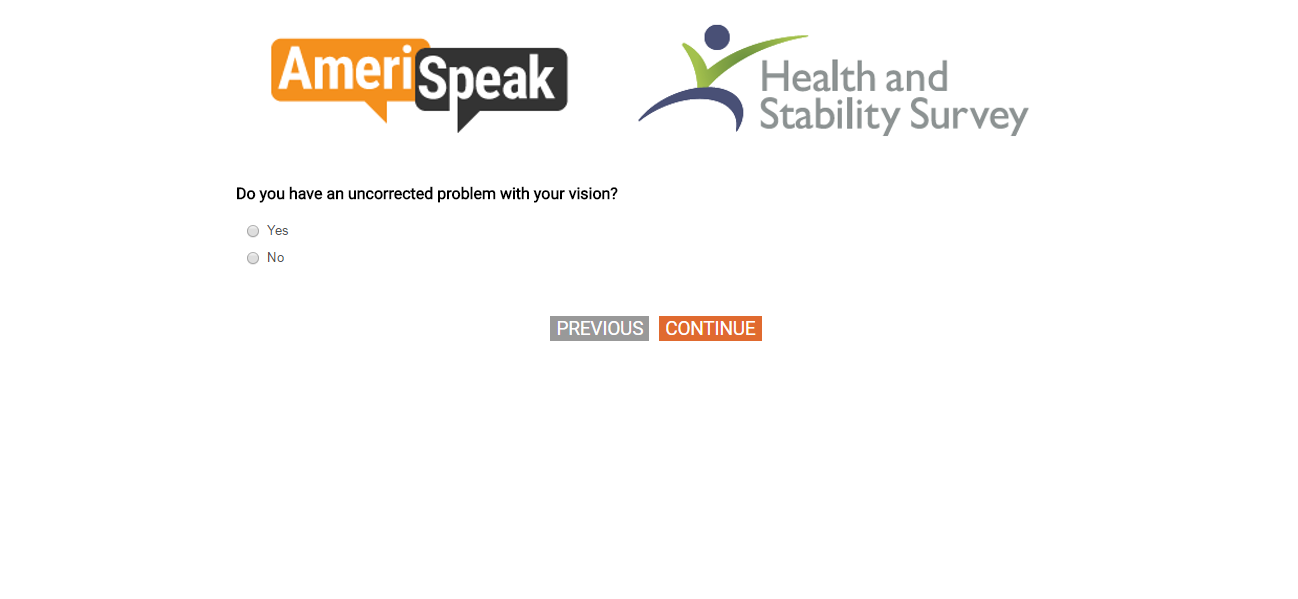 AmeriSpeak
Health and
Stability Survey
Do you have an uncorrected problem with your vision?
Yes
No
PREVIOUS CONTINUE